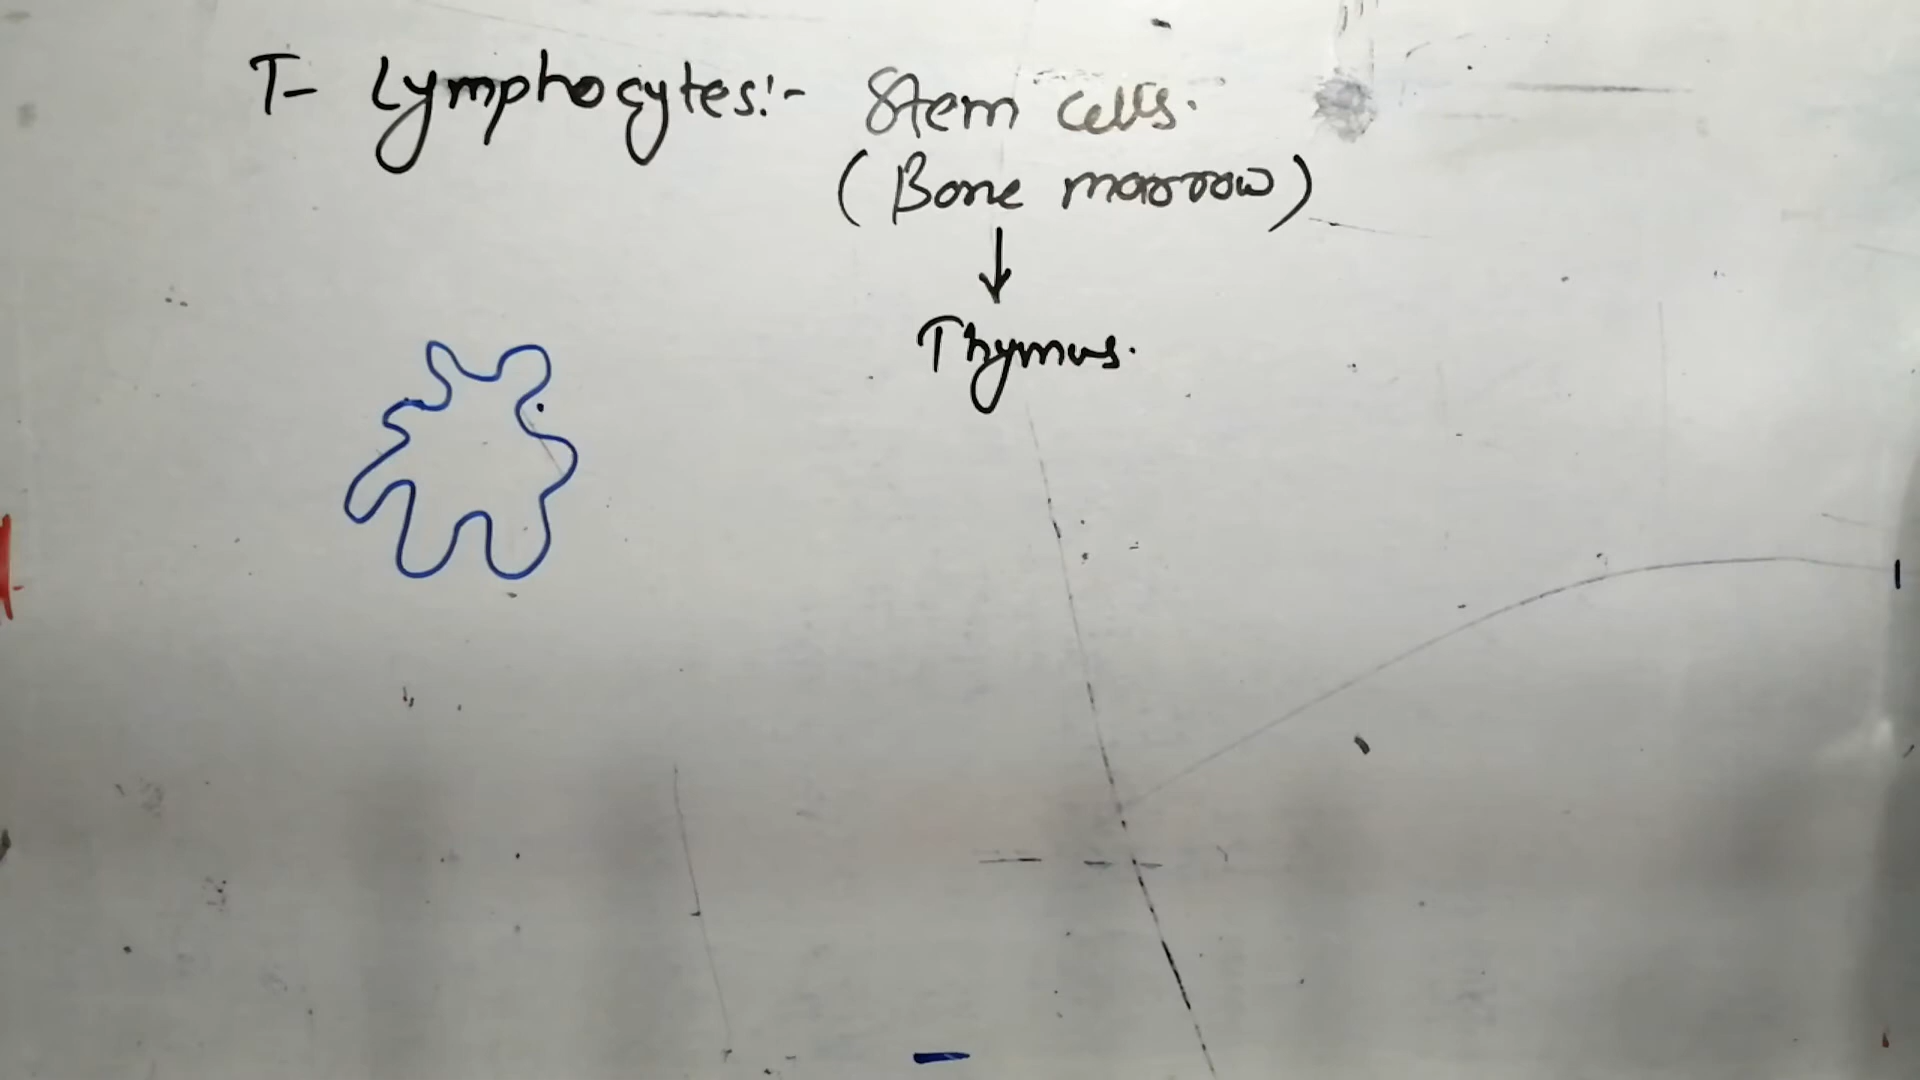 T- Lymphocytes:- Stem cells.
(Bone marrow)
↓
Thymus.